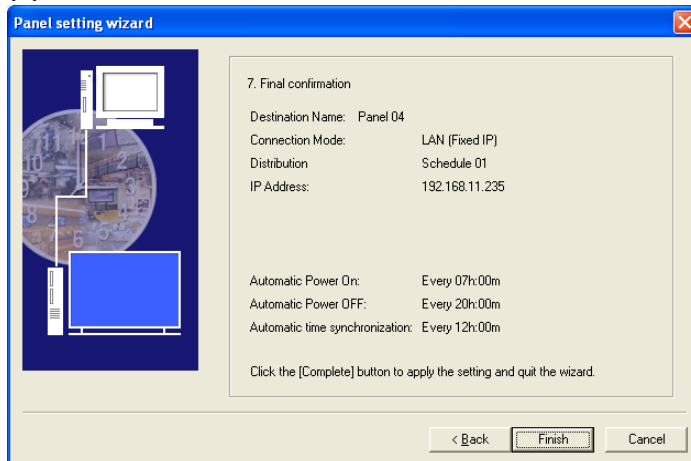 Panel setting wizard
7. Final confirmation
Destination Name: Panel 04
Connection Mode: LAN (Fixed IP)
Distribution Schedule 01
IP Address: 192.168.11.235
Automatic Power On: Every 07h:00m
Automatic Power OFF: Every 20h:00m
Automatic time synchronization: Every 12h:00m
Click the [Complete] button to apply the setting and quit the wizard.
< Back Finish Cancel